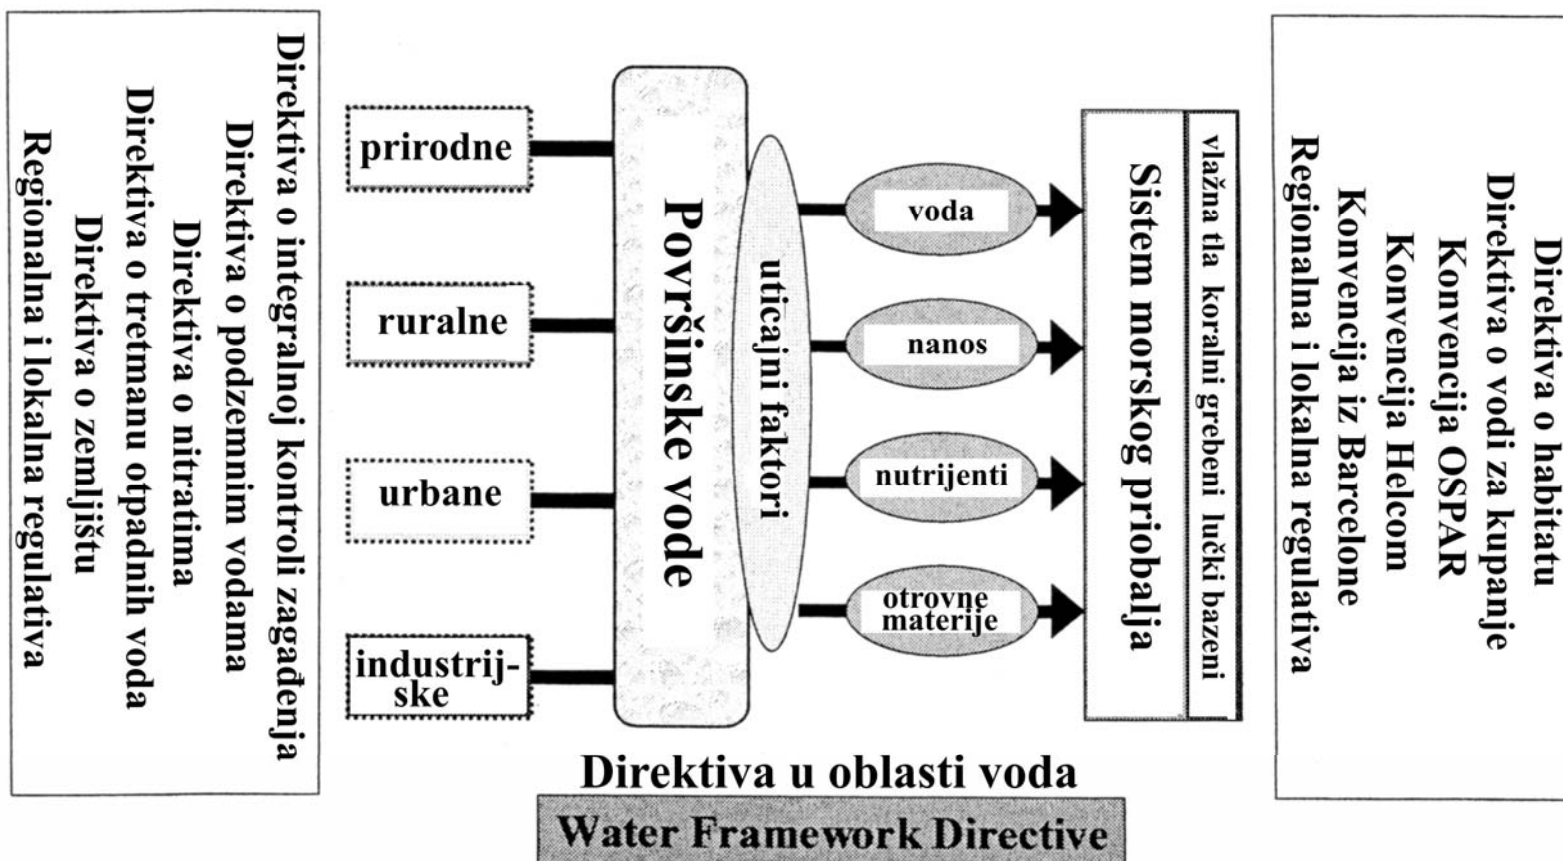 Direktiva o integralnoj kontroli zagađenja
Direktiva o podzemnim vodama
Direktiva o nitratima
Direktiva o tretmanu otpadnih voda
Direktiva o zemljištu
Regionalna i lokalna regulativa
prirodne
ruralne
urbane
industrij-
ske
Površinske vode
uticajni faktori
voda
nanos
nutrijenti
otrovne
materije
Sistem morskog priobalja
vlažna tla koralni grebeni lučki bazeni
Direktiva o habitatu
Direktiva o vodi za kupanje
Konvencija OSPAR
Konvencija Helcom
Konvencija iz Barcelone
Regionalna i lokalna regulativa
Direktiva u oblasti voda
Water Framework Directive